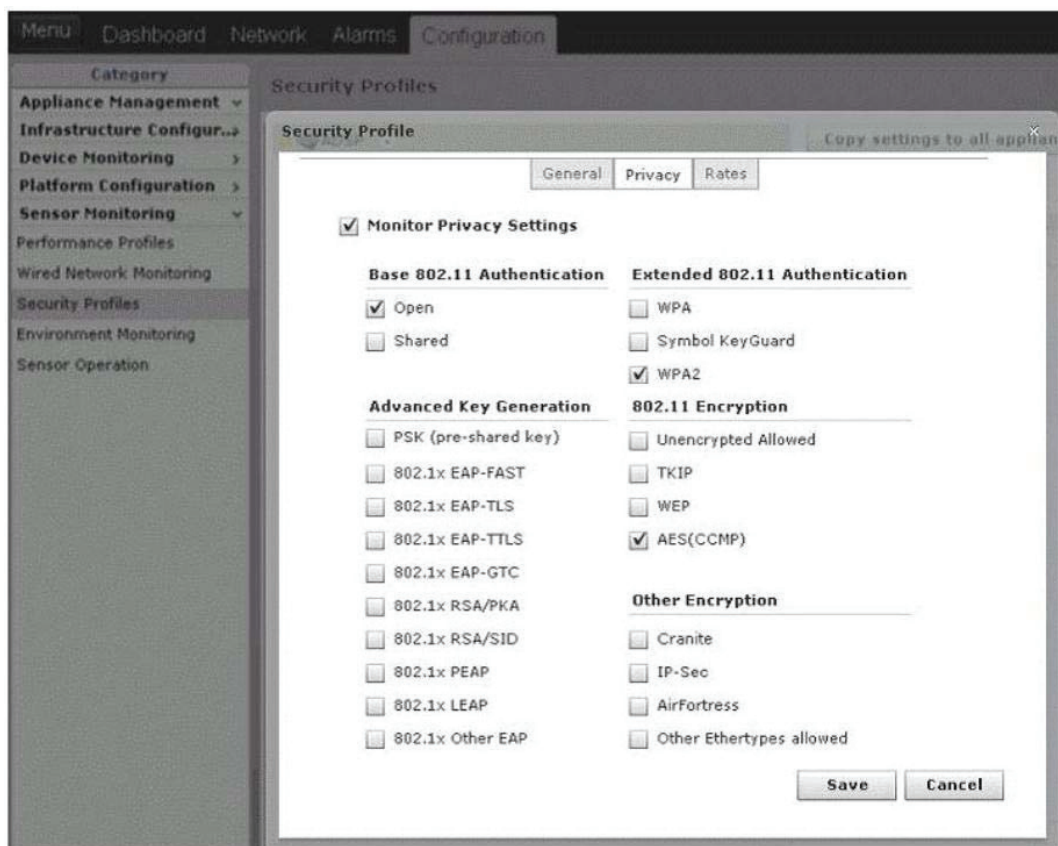 Menu Dashboard Network Alarms Configuration
Category
Appliance Management
Infrastructure Configur...
Device Monitoring
Platform Configuration
Sensor Monitoring
Performance Profiles
Wired Network Monitoring
Security Profiles
Environment Monitoring
Sensor Operation
Security Profiles
Security Profile
Copy settings to all applian
General Privacy Rates
Monitor Privacy Settings
Base 802.11 Authentication
Open
Shared
Extended 802.11 Authentication
WPA
Symbol KeyGuard
WPA2
Advanced Key Generation
PSK (pre-shared key)
802.1x EAP-FAST
802.1x EAP-TLS
802.1x EAP-TTLS
802.1x EAP-GTC
802.1x RSA/PKA
802.1x RSA/SID
802.1x PEAP
802.1x LEAP
802.1x Other EAP
802.11 Encryption
Unencrypted Allowed
TKIP
WEP
AES(CCMP)
Other Encryption
Cranite
IP-Sec
AirFortress
Other Ethertypes allowed
Save Cancel